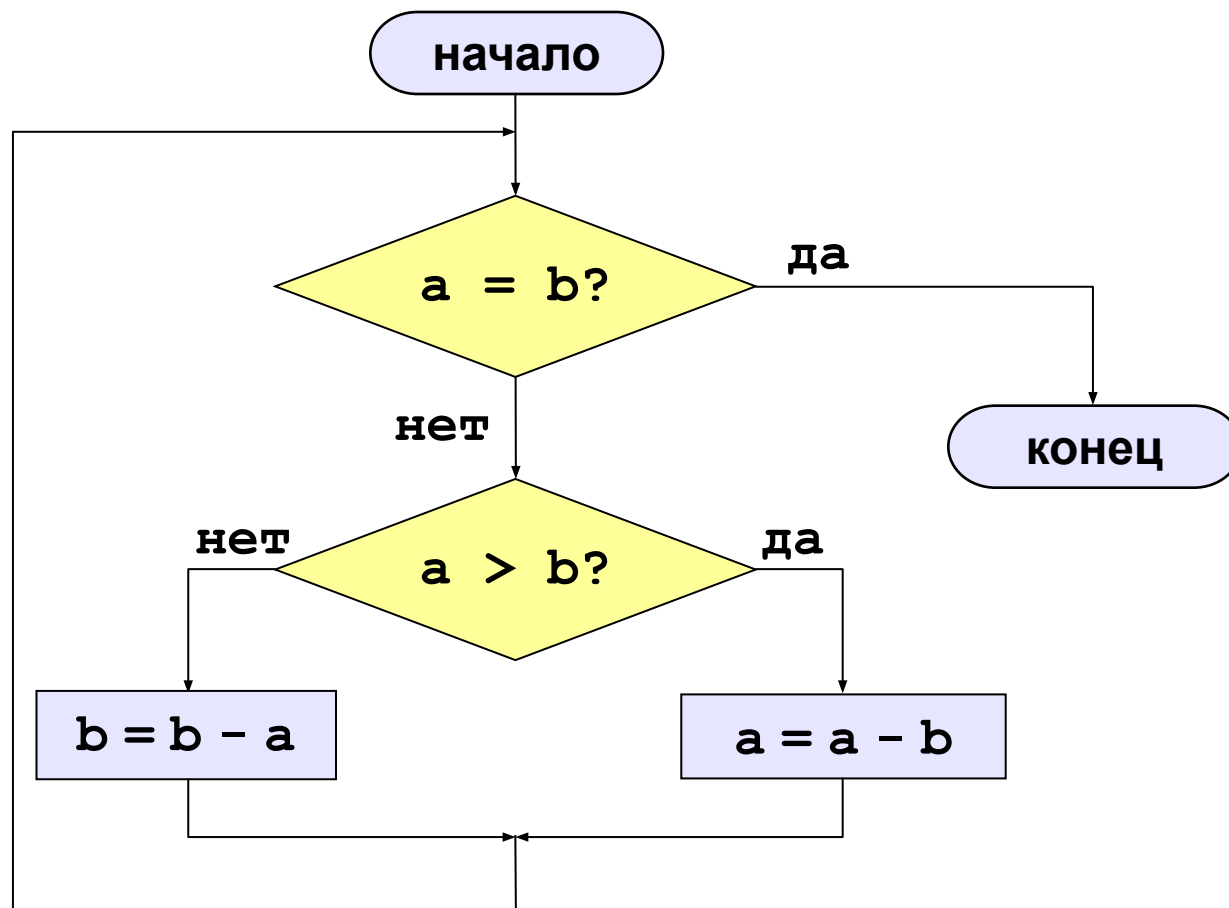 начало
a = b?
да
нет
конец
a > b?
нет
да
b = b - a
a = a - b